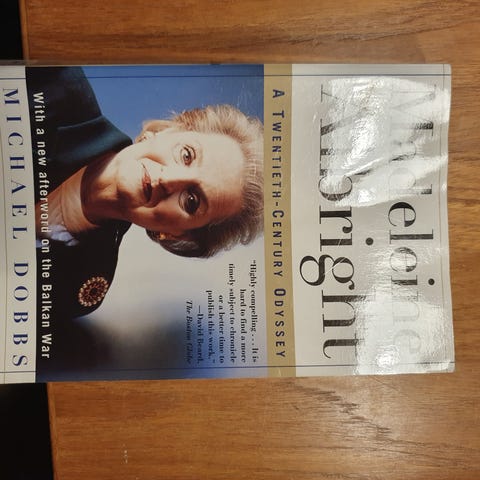 Madeleine
Albright
A TWENTIETH-CENTURY ODYSSEY
"Highly compelling. . . . It is
hard to find a more
timely subject to chronicle
or a better time to
publish this work."
—David Beard,
The Boston Globe
With a new afterword on the Balkan War
MICHAEL DOBBS